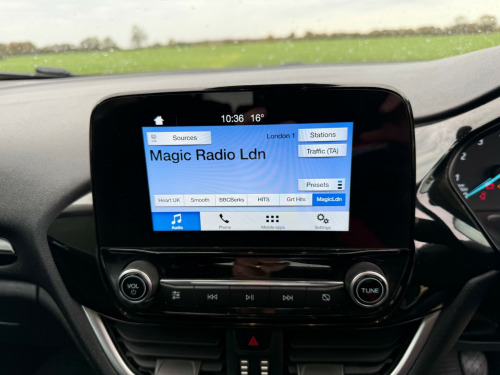 10:36 16°
Sources
London 1
Stations
Magic Radio Ldn
Traffic (TA)
Presets
Heart UK Smooth BBCBerks HITS Grt Hits MagicLdn
Audio Phone Mobile apps Settings
VOL
TUNE